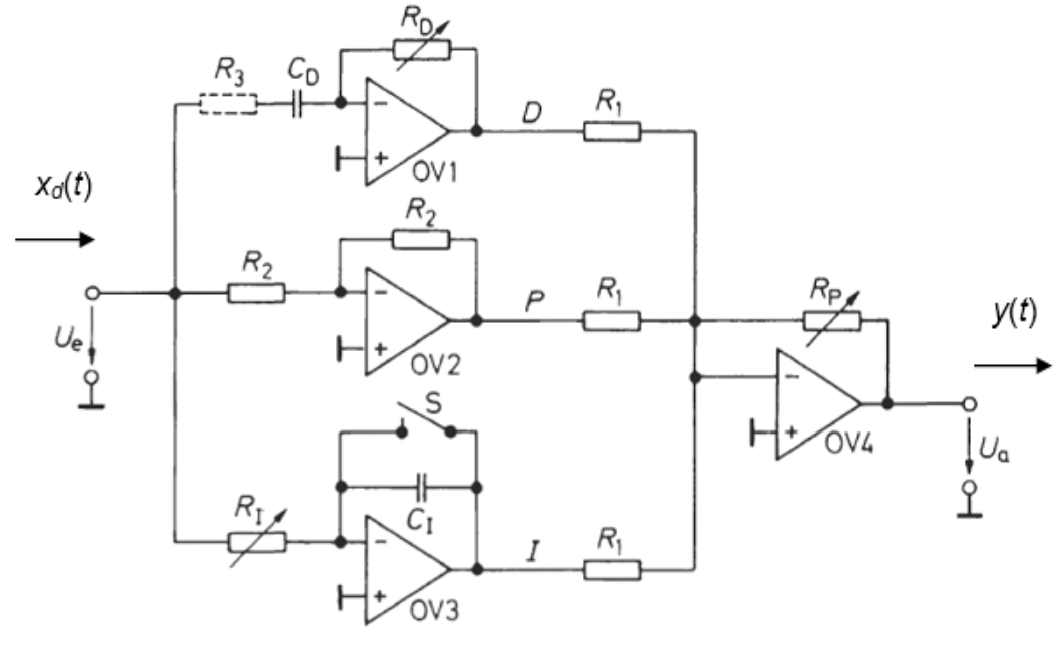 R_D
R_3
C_D
−
+
OV1
D
R_1
x_d(t)
R_2
R_2
−
+
OV2
P
R_1
R_P
y(t)
U_e
S
−
+
OV4
U_a
R_I
C_I
−
+
OV3
I
R_1